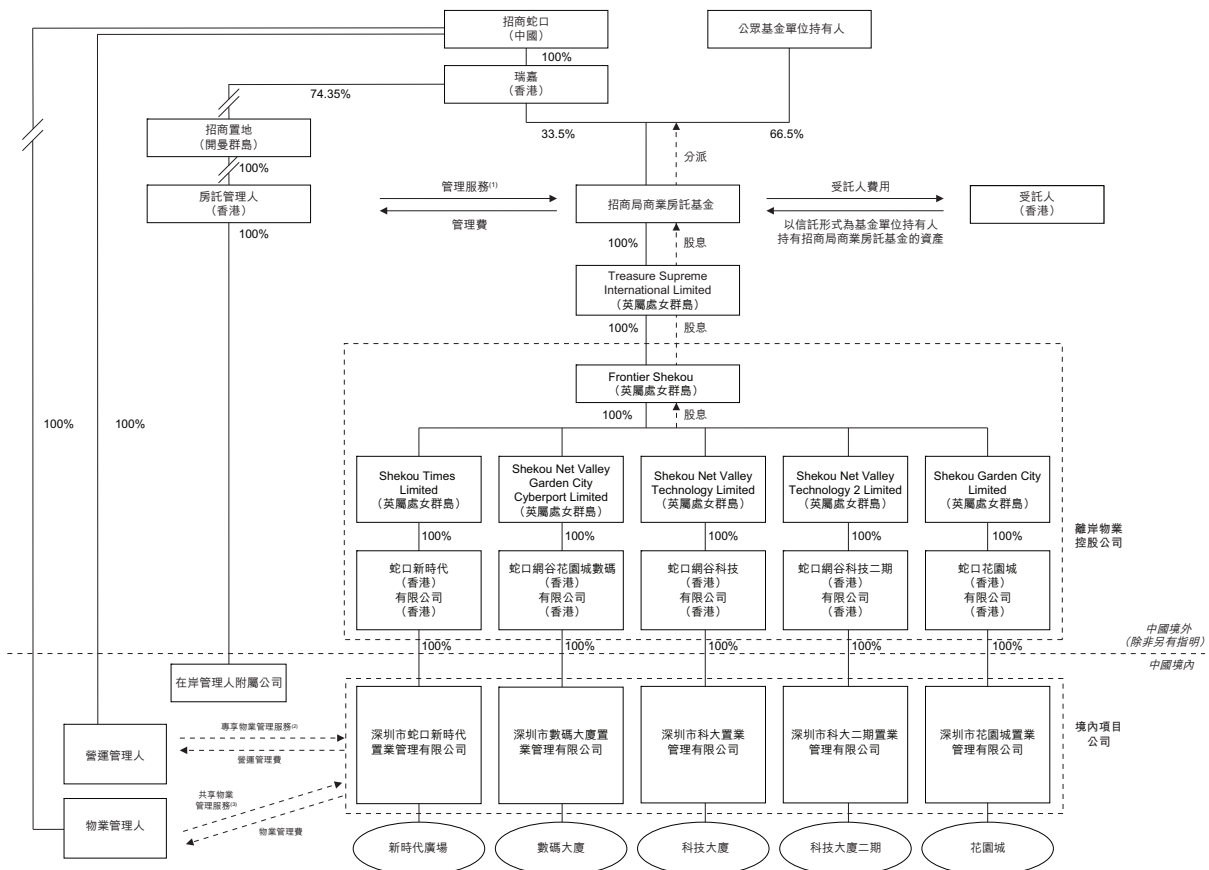 招商蛇口
（中國）
公眾基金單位持有人
100%
瑞嘉
（香港）
74.35%
33.5%
66.5%
招商置地
（開曼群島）
分派
100%
房託管理人
（香港）
管理服務(1)
管理費
招商局商業房託基金
受託人費用
以信託形式為基金單位持有人
持有招商局商業房託基金的資產
受託人
（香港）
100%
100%
股息
Treasure Supreme
International Limited
（英屬處女群島）
100%
股息
Frontier Shekou
（英屬處女群島）
100%
股息
100%
100%
Shekou Times
Limited
（英屬處女群島）
Shekou Net Valley
Garden City
Cyberport Limited
（英屬處女群島）
Shekou Net Valley
Technology Limited
（英屬處女群島）
Shekou Net Valley
Technology 2 Limited
（英屬處女群島）
Shekou Garden City
Limited
（英屬處女群島）
離岸物業
控股公司
100%
100%
100%
100%
100%
蛇口新時代
（香港）
有限公司
（香港）
蛇口網谷花園城數碼
（香港）
有限公司
（香港）
蛇口網谷科技
（香港）
有限公司
（香港）
蛇口網谷科技二期
（香港）
有限公司
（香港）
蛇口花園城
（香港）
有限公司
（香港）
100%
100%
100%
100%
100%
中國境外
（除非另有指明）
中國境內
在岸管理人附屬公司
營運管理人
專享物業管理服務(2)
營運管理費
深圳市蛇口新時代
置業管理有限公司
深圳市數碼大廈置
業管理有限公司
深圳市科大置業
管理有限公司
深圳市科大二期置業
管理有限公司
深圳市花園城置業
管理有限公司
境內項目
公司
物業管理人
共享物業
管理服務(3)
物業管理費
新時代廣場
數碼大廈
科技大廈
科技大廈二期
花園城